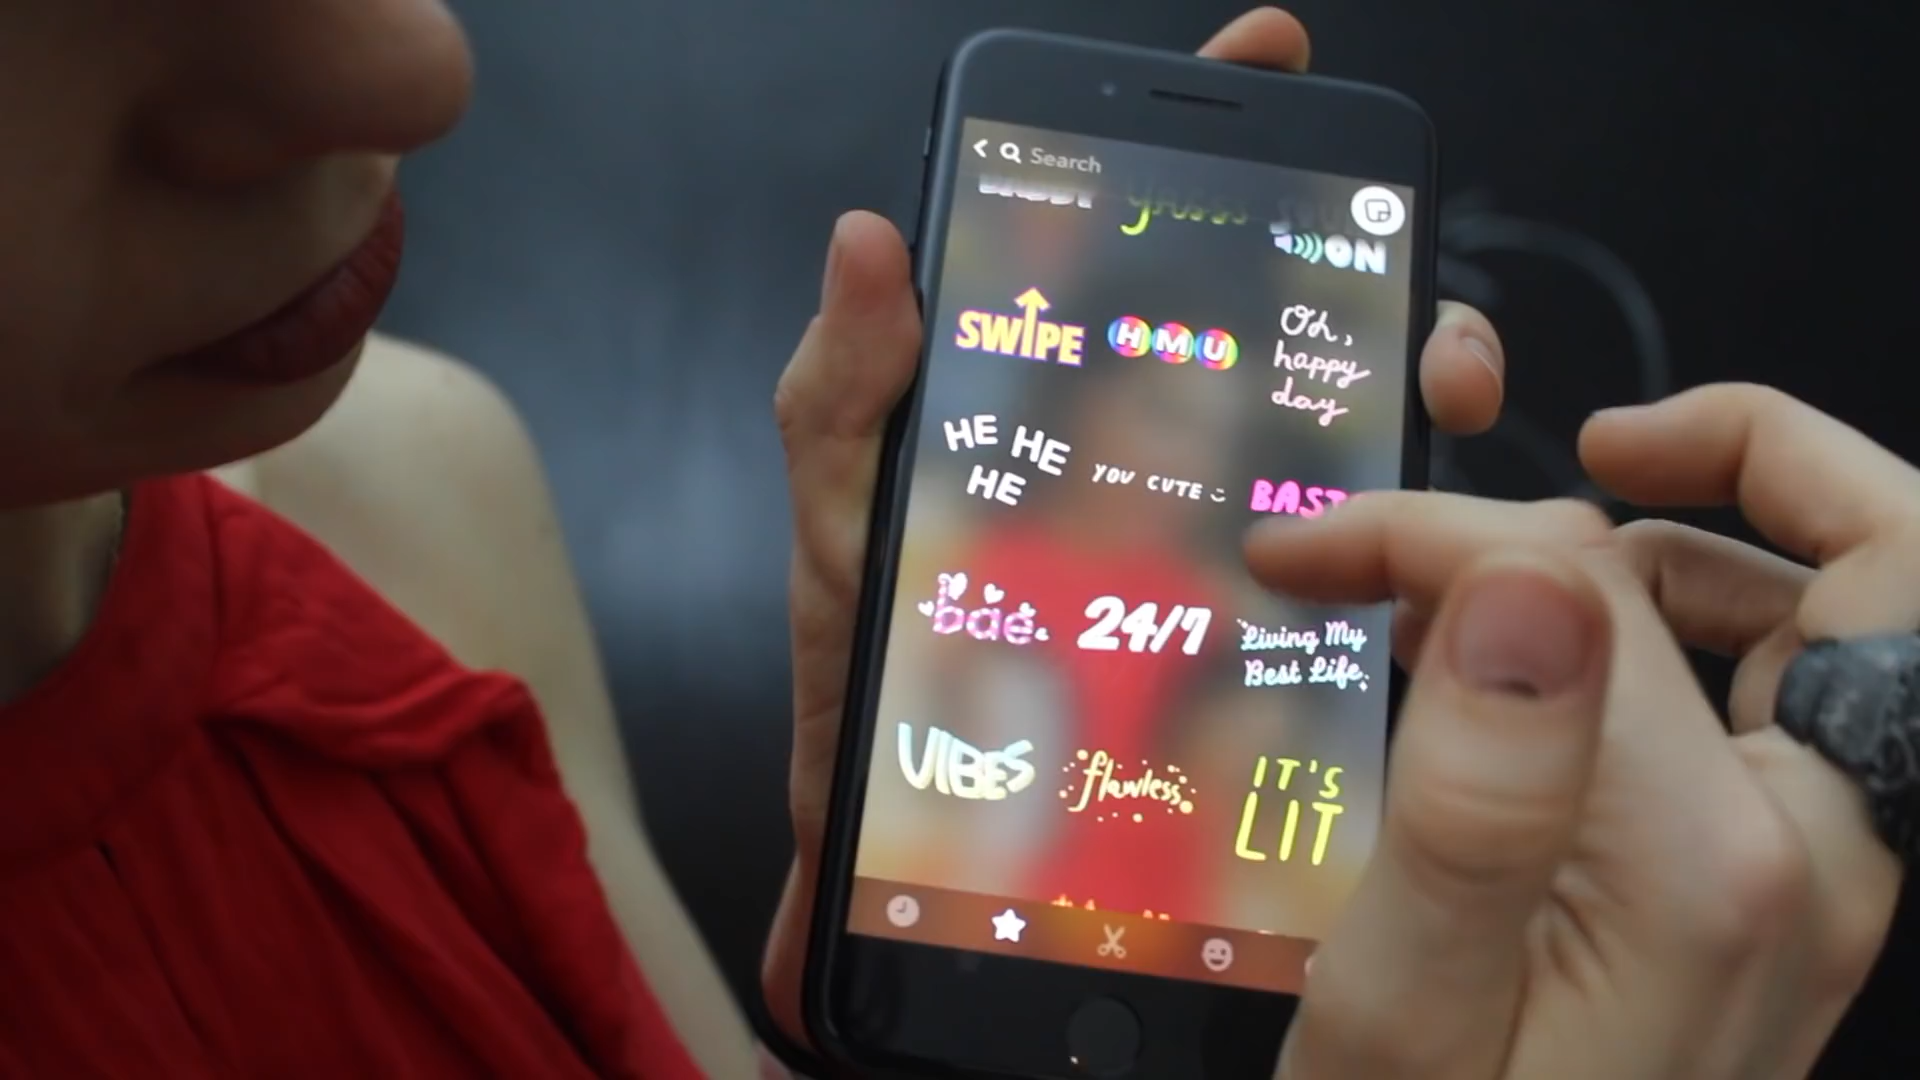 Search
yasss
ON
SWIPE
HMU
Oh,
happy
day
HE HE
HE
YOU CUTE
bae
24/7
Living My
Best Life
VIBES
flawless
IT'S
LIT